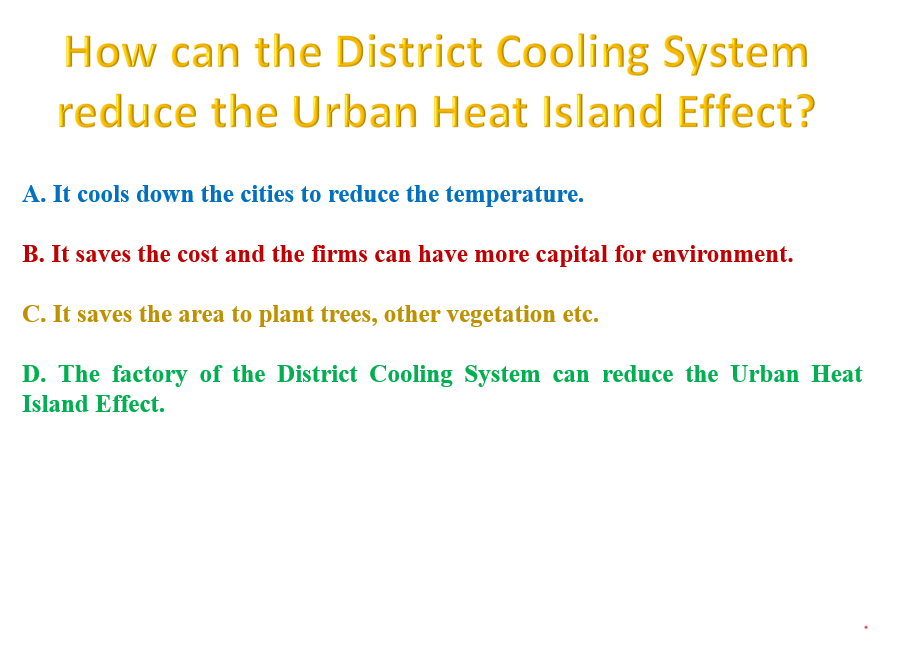 How can the District Cooling System
reduce the Urban Heat Island Effect?
A. It cools down the cities to reduce the temperature.
B. It saves the cost and the firms can have more capital for environment.
C. It saves the area to plant trees, other vegetation etc.
D. The factory of the District Cooling System can reduce the Urban Heat
Island Effect.